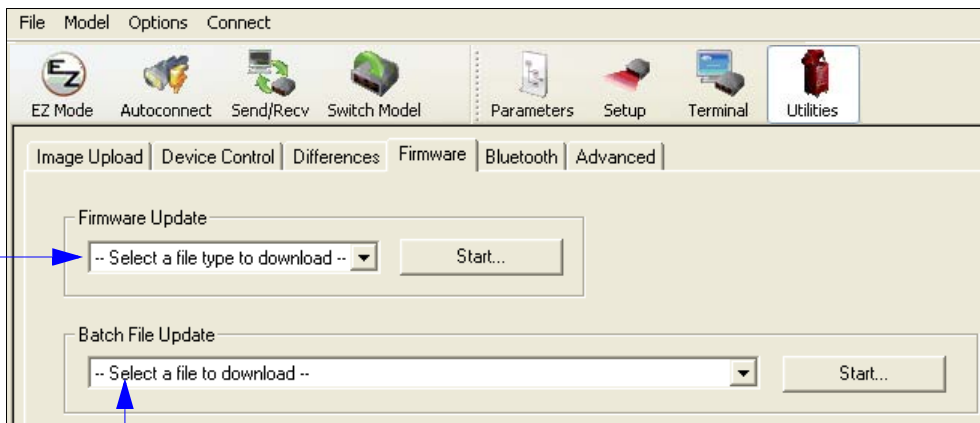 File Model Options Connect
EZ
EZ Mode Autoconnect Send/Recv Switch Model Parameters Setup Terminal Utilities
Image Upload Device Control Differences Firmware Bluetooth Advanced
Firmware Update
-- Select a file type to download -- Start...
Batch File Update
-- Select a file to download -- Start...